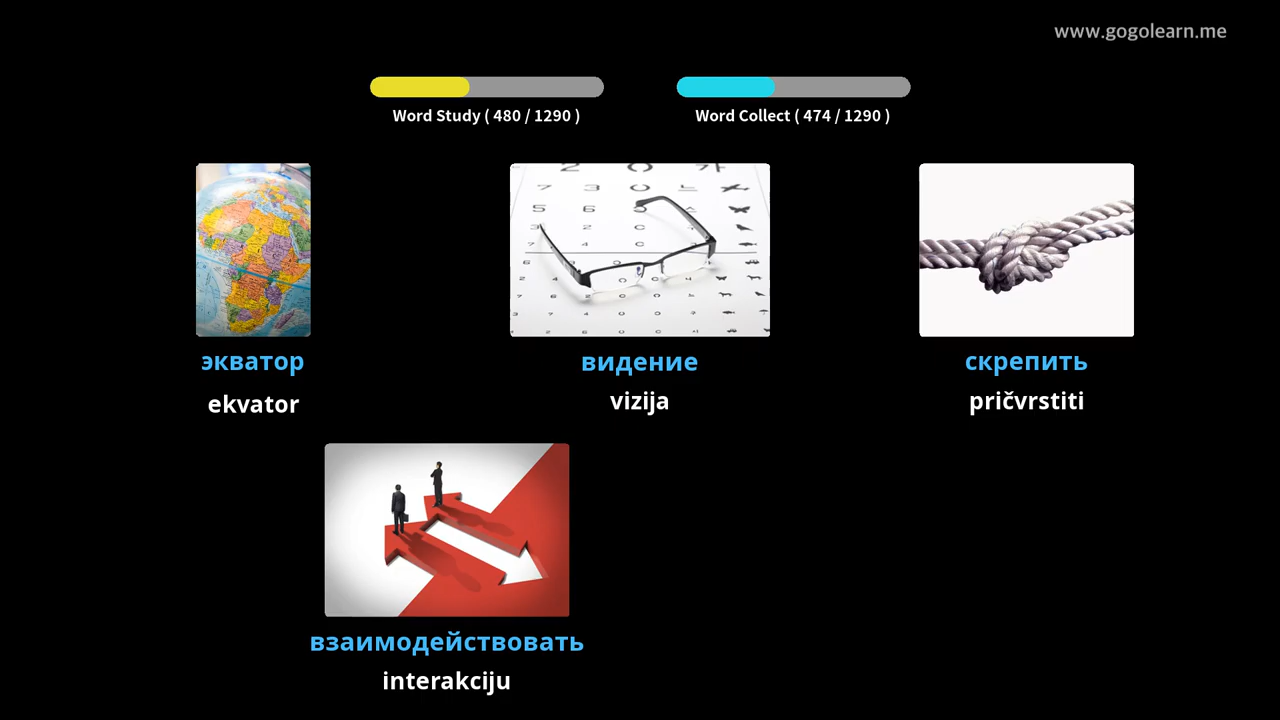 www.gogolearn.me
Word Study ( 480 / 1290 )
Word Collect ( 474 / 1290 )
экватор
ekvator
видение
vizija
скрепить
pričvrstiti
взаимодействовать
interakciju